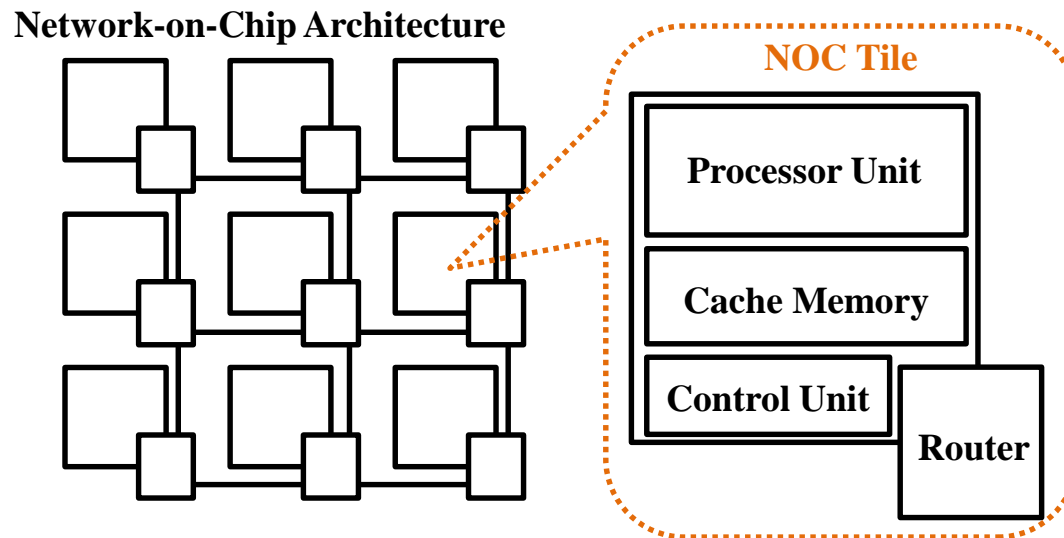 Network-on-Chip Architecture
NOC Tile
Processor Unit
Cache Memory
Control Unit
Router